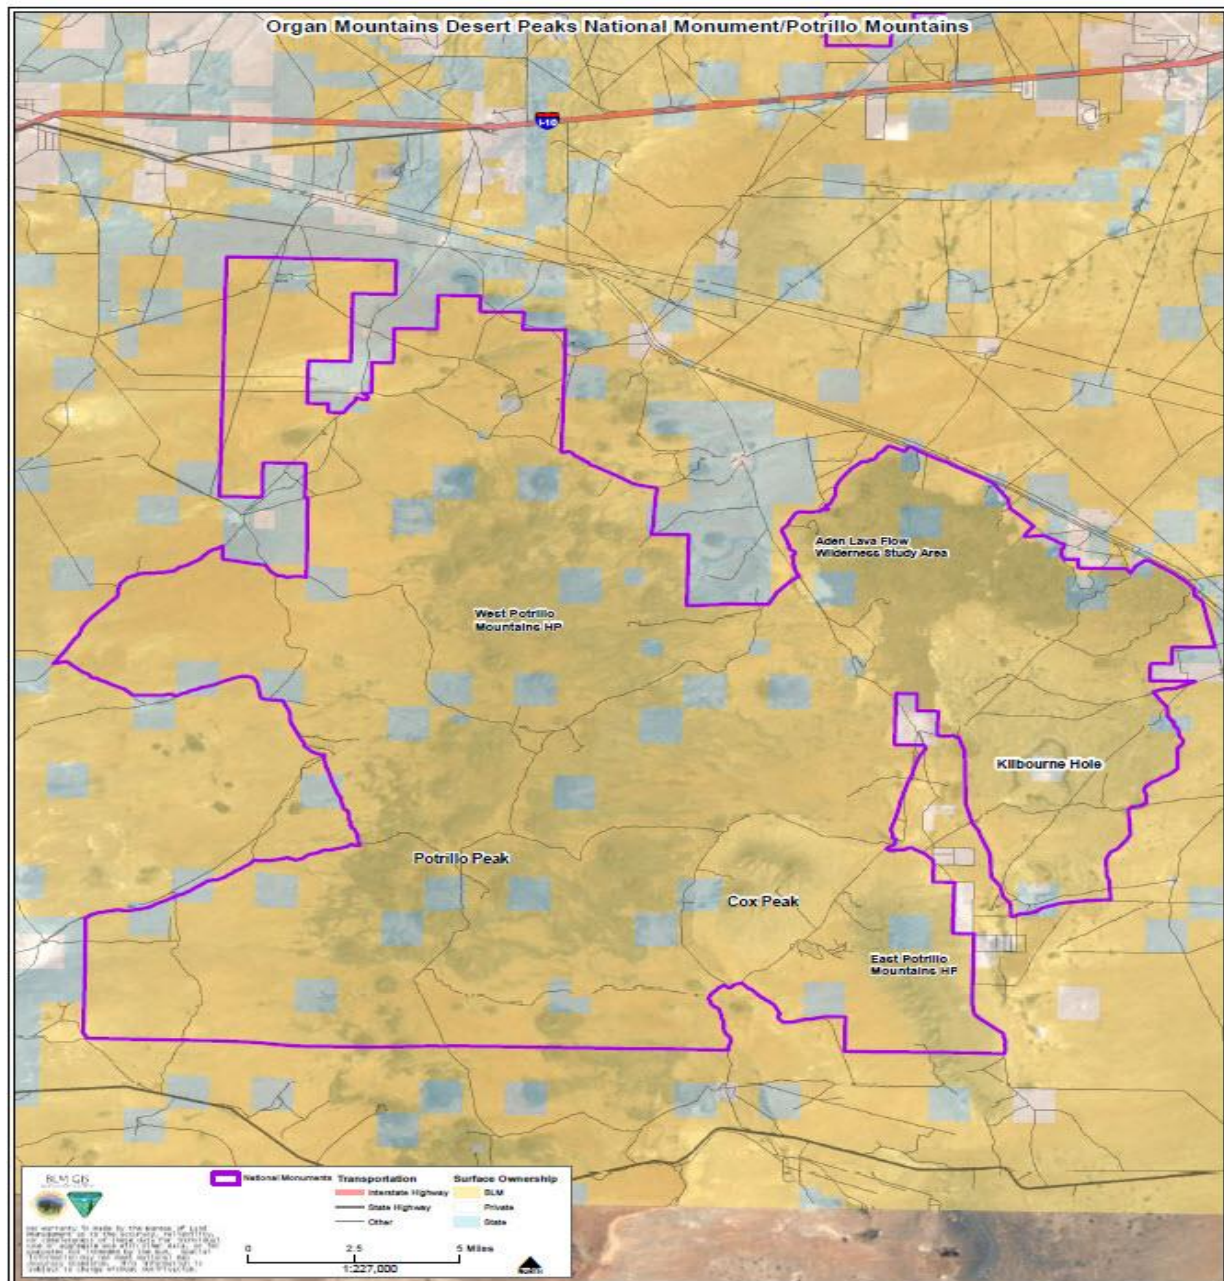 Organ Mountains Desert Peaks National Monument/Potrillo Mountains
I-10
Aden Lava Flow
Wilderness Study Area
West Potrillo
Mountains HP
Kilbourne Hole
Potrillo Peak
Cox Peak
East Potrillo
Mountains HP
BLM GIS
National Monuments
Transportation
Interstate Highway
State Highway
Other
Surface Ownership
BLM
Private
State
0 2.5 5 Miles
1:227,000
NORTH